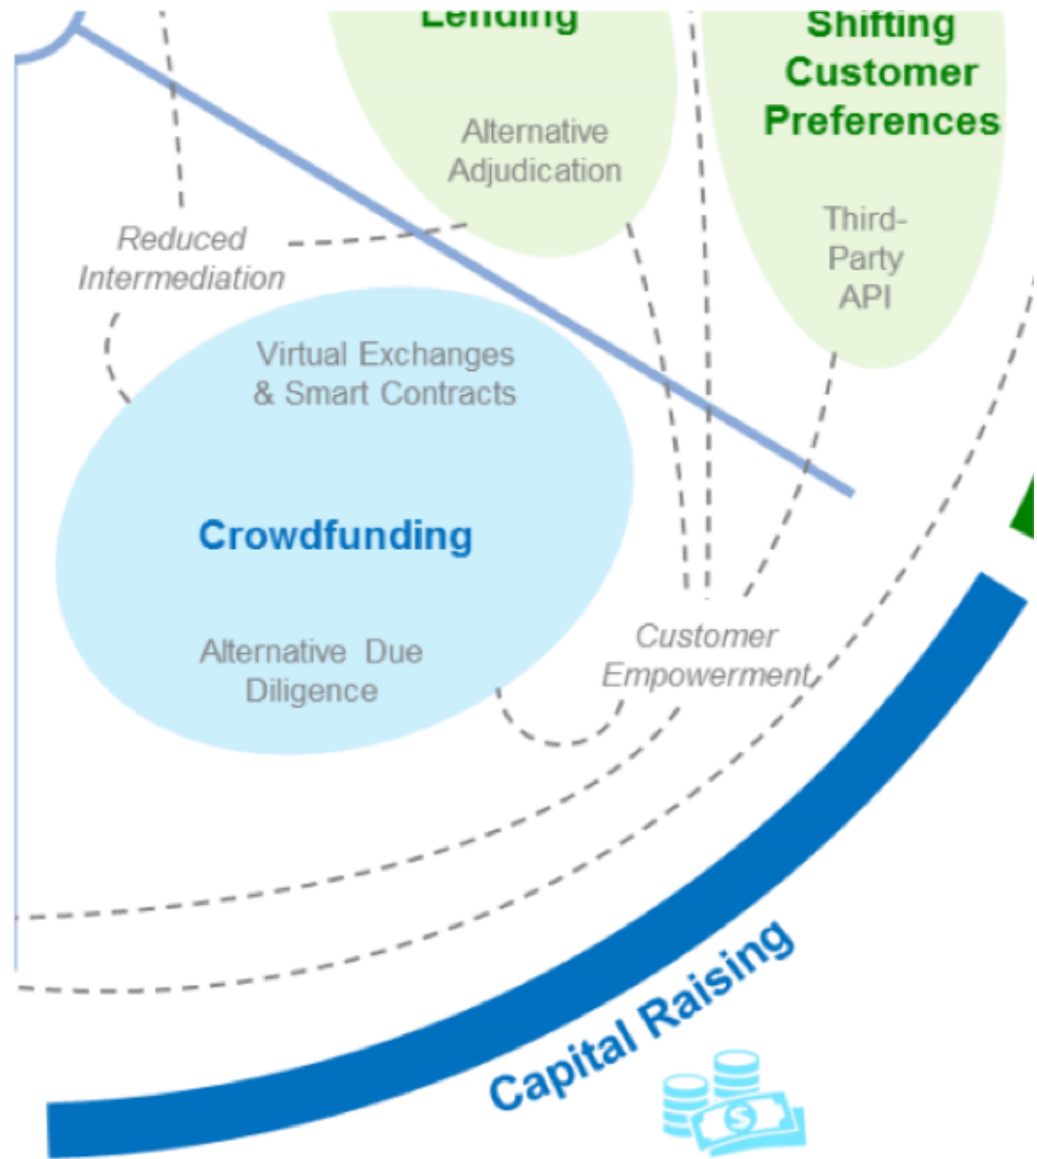 Lending
Shifting
Customer
Preferences
Alternative
Adjudication
Third-
Party
API
Reduced
Intermediation
Virtual Exchanges
& Smart Contracts
Crowdfunding
Alternative Due
Diligence
Customer
Empowerment
Capital Raising
$